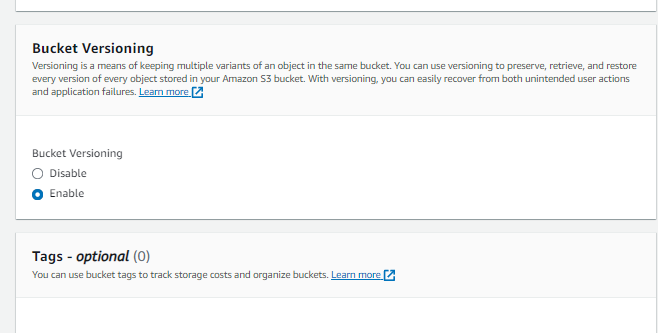 Bucket Versioning
Versioning is a means of keeping multiple variants of an object in the same bucket. You can use versioning to preserve, retrieve, and restore
every version of every object stored in your Amazon S3 bucket. With versioning, you can easily recover from both unintended user actions
and application failures. Learn more
Bucket Versioning
Disable
Enable
Tags - optional (0)
You can use bucket tags to track storage costs and organize buckets. Learn more